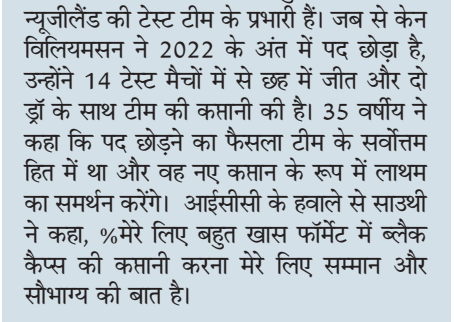 न्यूजीलैंड की टेस्ट टीम के प्रभारी हैं। जब से केन
विलियमसन ने 2022 के अंत में पद छोड़ा है,
उन्होंने 14 टेस्ट मैचों में से छह में जीत और दो
ड्रॉ के साथ टीम की कप्तानी की है। 35 वर्षीय ने
कहा कि पद छोड़ने का फैसला टीम के सर्वोत्तम
हित में था और वह नए कप्तान के रूप में लाथम
का समर्थन करेंगे। आईसीसी के हवाले से साउथी
ने कहा, %मेरे लिए बहुत खास फॉर्मेट में ब्लैक
कैप्स की कप्तानी करना मेरे लिए सम्मान और
सौभाग्य की बात है।